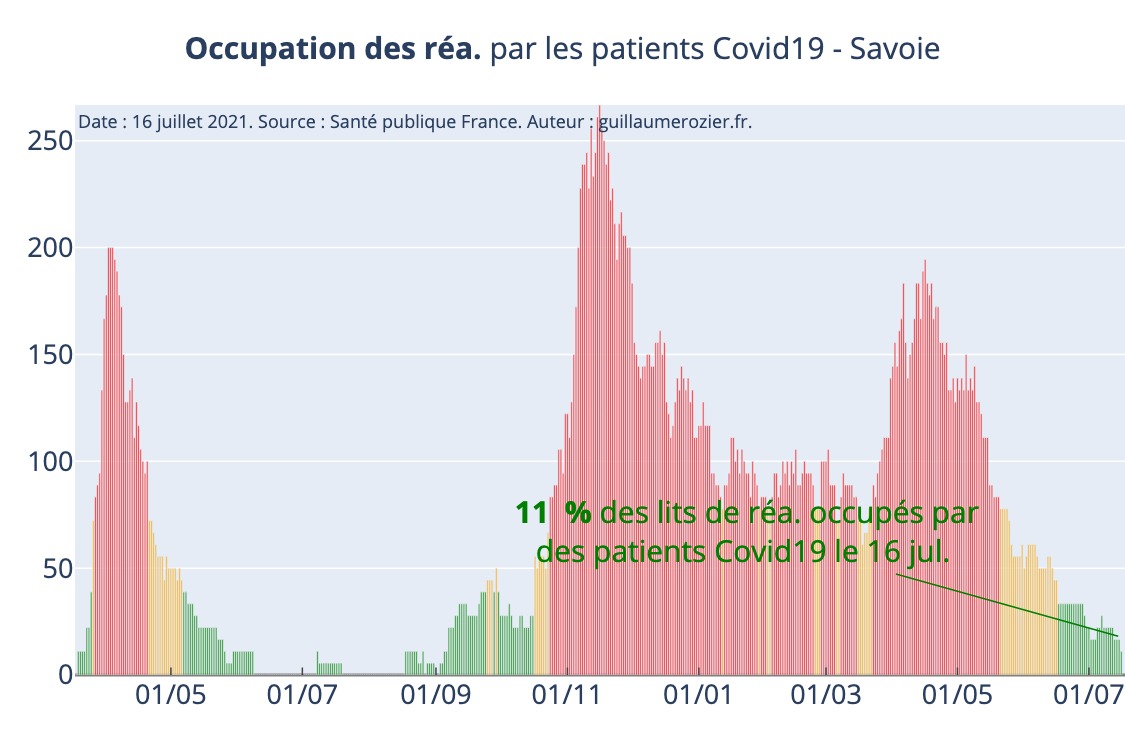 Occupation des réa. par les patients Covid19 - Savoie
Date : 16 juillet 2021. Source : Santé publique France. Auteur : guillaumerozier.fr.
250
200
150
100
50
0
11 % des lits de réa. occupés par
des patients Covid19 le 16 jul.
01/05 01/07 01/09 01/11 01/01 01/03 01/05 01/07